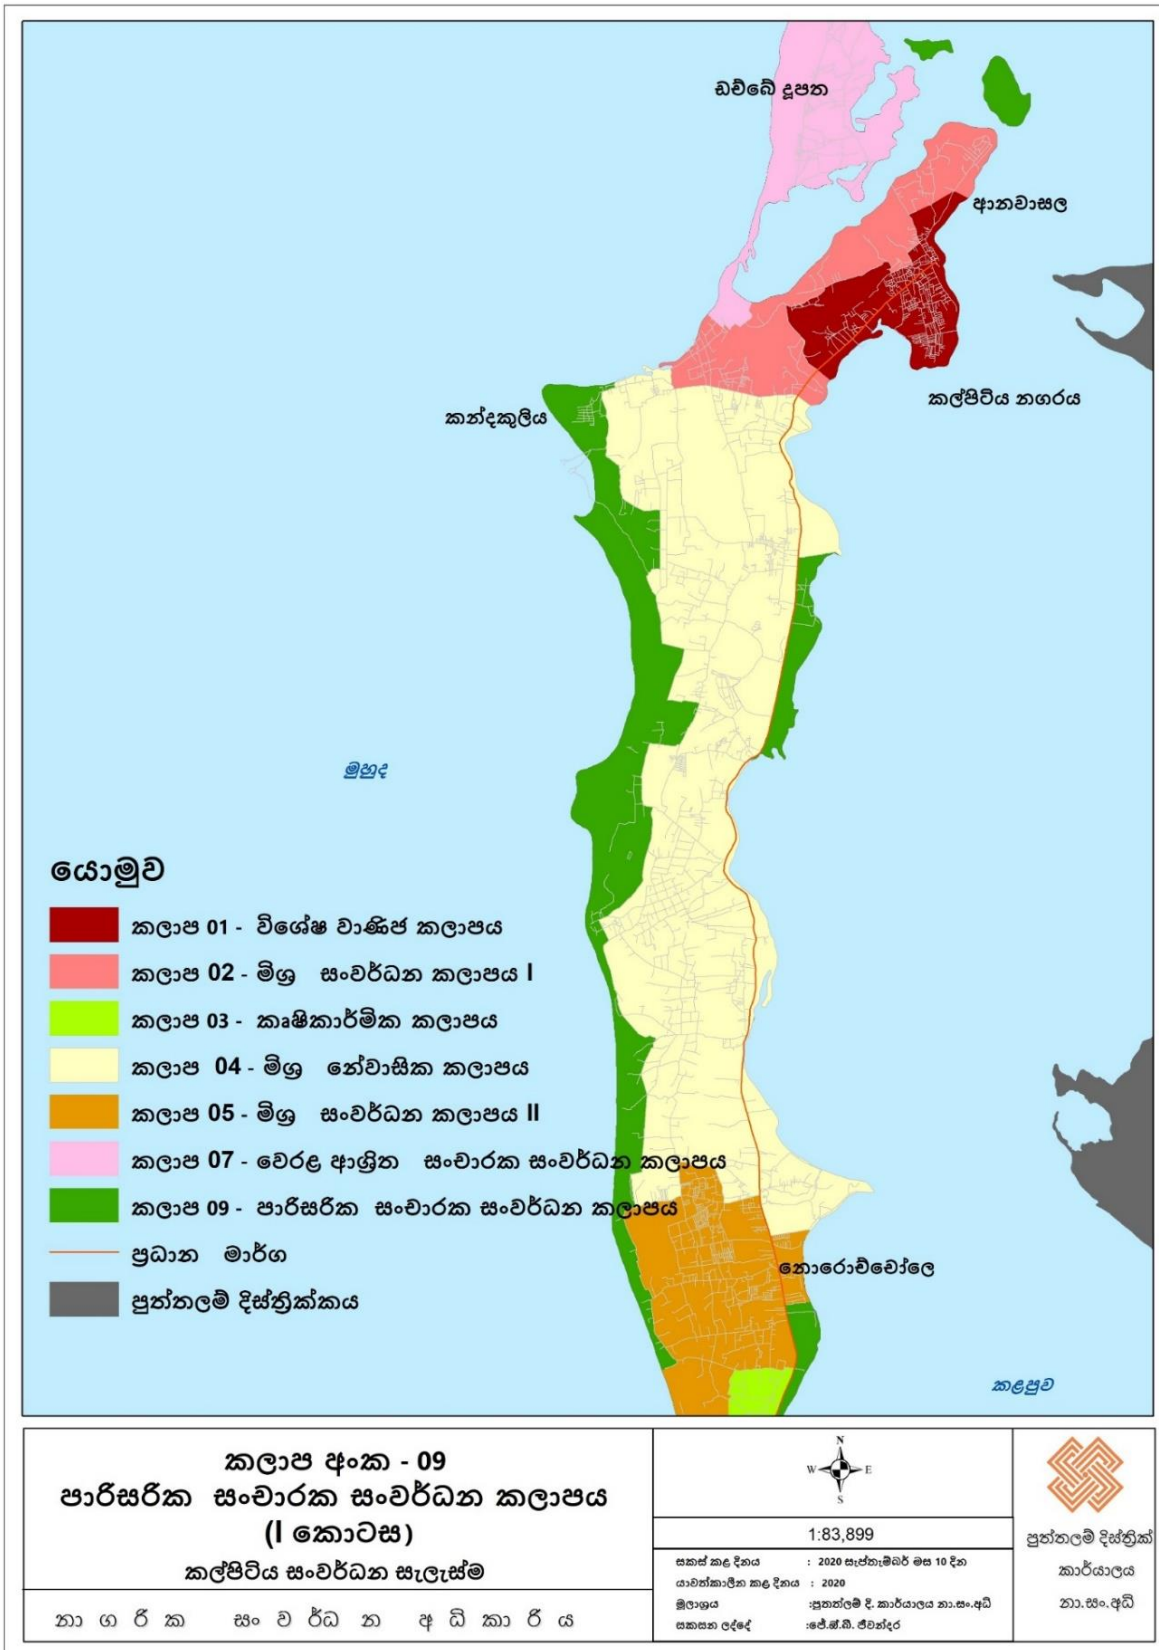 ඩච්බේ දූපත
ආනවාසල
කල්පිටිය නගරය
කන්දකුලිය
මුහුද
යොමුව
කලාප 01 - විශේෂ වාණිජ කලාපය
කලාප 02 - මිශ්‍ර සංවර්ධන කලාපය I
කලාප 03 - කෘෂිකාර්මික කලාපය
කලාප 04 - මිශ්‍ර නේවාසික කලාපය
කලාප 05 - මිශ්‍ර සංවර්ධන කලාපය II
කලාප 07 - වෙරළ ආශ්‍රිත සංචාරක සංවර්ධන කලාපය
කලාප 09 - පාරිසරික සංචාරක සංවර්ධන කලාපය
ප්‍රධාන මාර්ග
පුත්තලම් දිස්ත්‍රික්කය
නොරොච්චෝලෙ
කළපුව
කලාප අංක - 09
පාරිසරික සංචාරක සංවර්ධන කලාපය
(I කොටස)
කල්පිටිය සංවර්ධන සැලැස්ම
නාගරික සංවර්ධන අධිකාරිය
N
W E
S
1:83,899
සකස් කළ දිනය : 2020 සැප්තැම්බර් මස 10 දින
යාවත්කාලීන කළ දිනය : 2020
මූලාශ්‍රය :පුත්තලම් දි. කාර්යාලය නා.සං.අධි
සකසන ලද්දේ
පුත්තලම් දිස්ත්‍රික්
කාර්යාලය
නා.සං.අධි